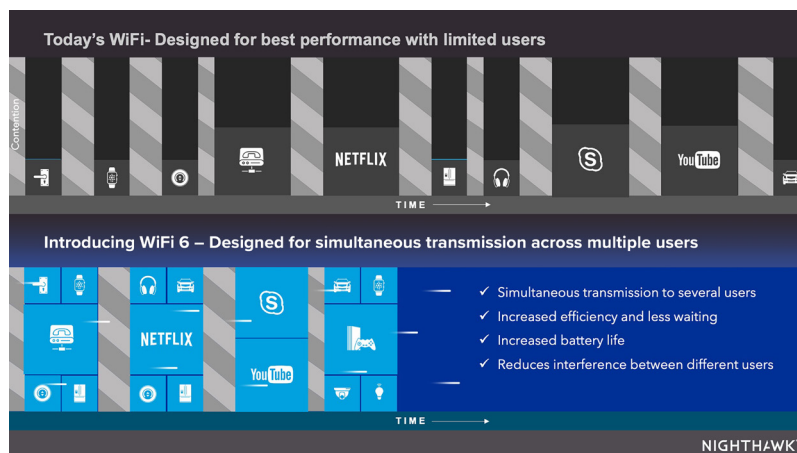 Today's WiFi- Designed for best performance with limited users
Contention
NETFLIX
S
YouTube
TIME
Introducing WiFi 6 – Designed for simultaneous transmission across multiple users
S
NETFLIX
YouTube
✓ Simultaneous transmission to several users
✓ Increased efficiency and less waiting
✓ Increased battery life
✓ Reduces interference between different users
TIME
NIGHTHAWK